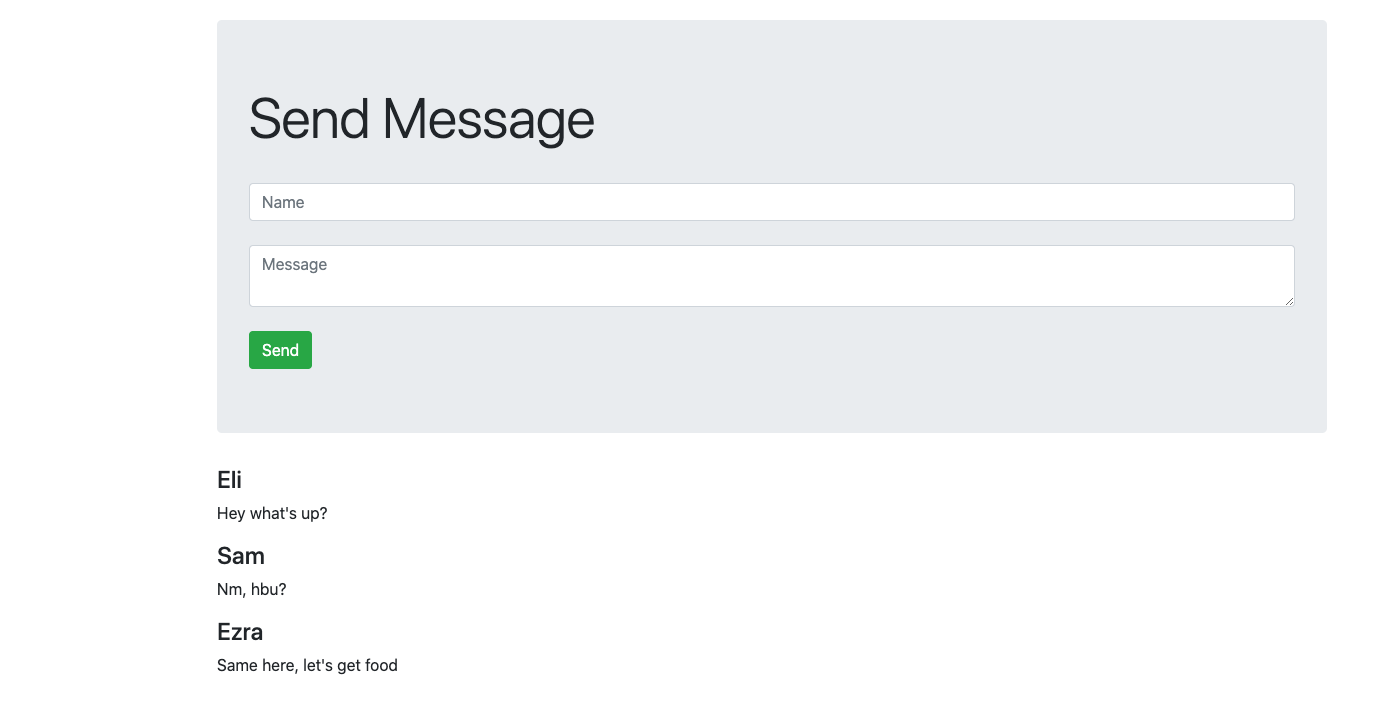 Send Message
Name
Message
Send
Eli
Hey what's up?
Sam
Nm, hbu?
Ezra
Same here, let's get food